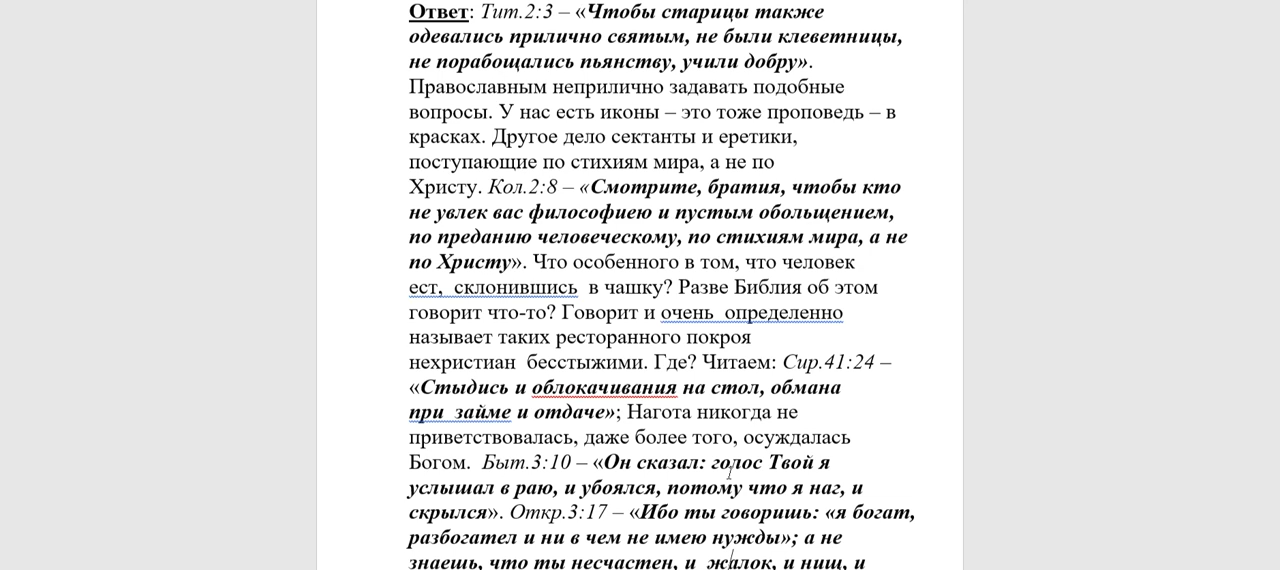 Ответ: Тит.2:3 – «Чтобы старицы также
одевались прилично святым, не были клеветницы,
не порабощались пьянству, учили добру».
Православным неприлично задавать подобные
вопросы. У нас есть иконы – это тоже проповедь – в
красках. Другое дело сектанты и еретики,
поступающие по стихиям мира, а не по
Христу. Кол.2:8 – «Смотрите, братия, чтобы кто
не увлек вас философиею и пустым обольщением,
по преданию человеческому, по стихиям мира, а не
по Христу». Что особенного в том, что человек
ест,  склонившись  в чашку? Разве Библия об этом
говорит что-то? Говорит и очень  определенно
называет таких ресторанного покроя
нехристиан  бесстыжими. Где? Читаем: Сир.41:24 –
«Стыдись и облокачивания на стол, обмана
при  займе и отдаче»; Нагота никогда не
приветствовалась, даже более того, осуждалась
Богом.  Быт.3:10 – «Он сказал: голос Твой я
услышал в раю, и убоялся, потому что я наг, и
скрылся». Откр.3:17 – «Ибо ты говоришь: «я богат,
разбогател и ни в чем не имею нужды»; а не
знаешь, что ты несчастен, и  жалок, и нищ, и